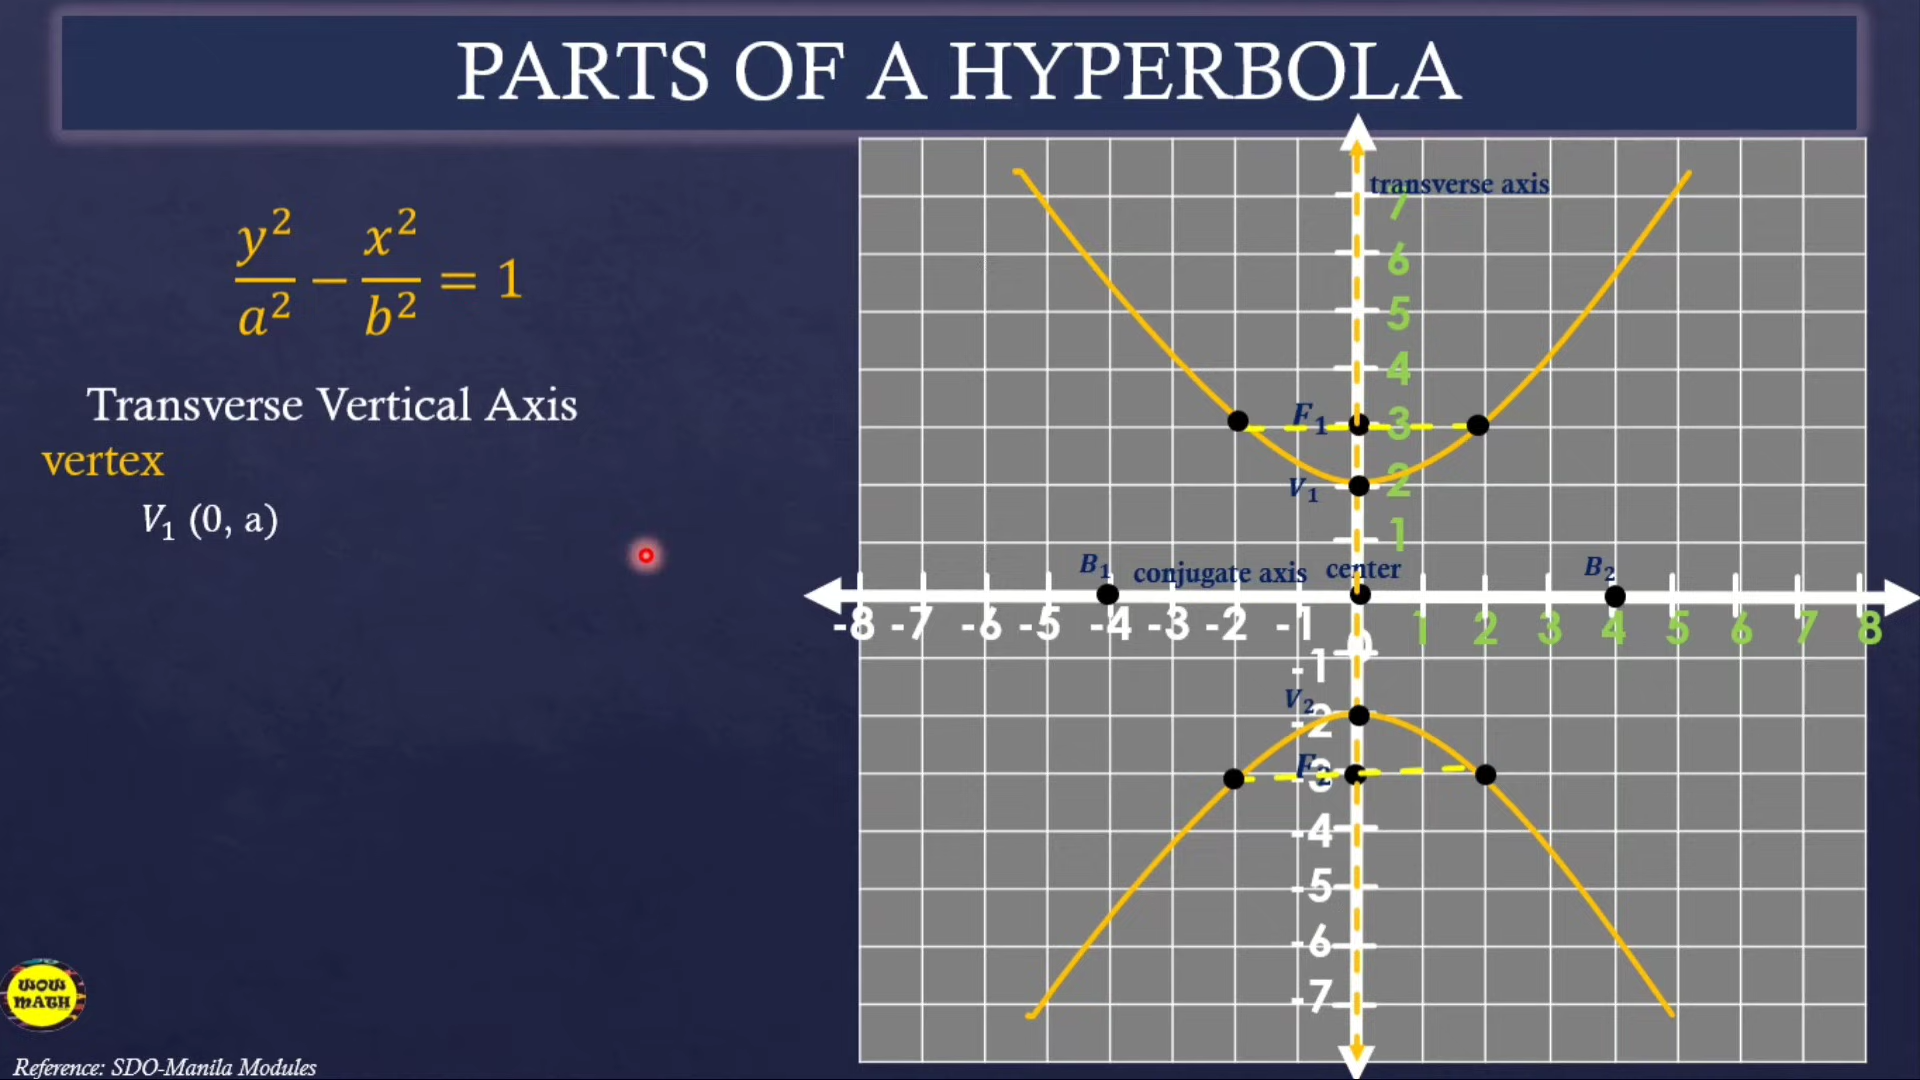 PARTS OF A HYPERBOLA
y²/a² − x²/b² = 1
Transverse Vertical Axis
vertex
V₁ (0, a)
transverse axis
7
6
5
4
F₁ 3
V₁ 2
1
B₁ conjugate axis center B₂
-8 -7 -6 -5 -4 -3 -2 -1 0 1 2 3 4 5 6 7 8
-1
V₂
-2
F₂ -3
-4
-5
-6
-7
WOW
MATH
Reference: SDO-Manila Modules